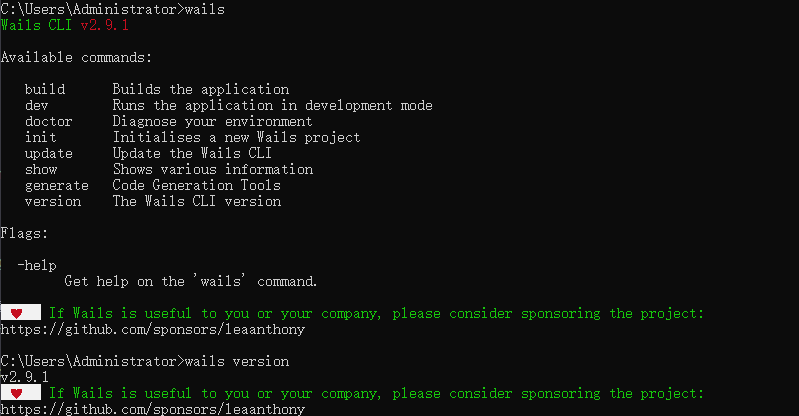 C:\Users\Administrator>wails
Wails CLI v2.9.1
Available commands:
build      Builds the application
dev        Runs the application in development mode
doctor     Diagnose your environment
init       Initialises a new Wails project
update     Update the Wails CLI
show       Shows various information
generate   Code Generation Tools
version    The Wails CLI version
Flags:
-help
Get help on the 'wails' command.
♥ If Wails is useful to you or your company, please consider sponsoring the project:
https://github.com/sponsors/leaanthony
C:\Users\Administrator>wails version
v2.9.1
♥ If Wails is useful to you or your company, please consider sponsoring the project:
https://github.com/sponsors/leaanthony